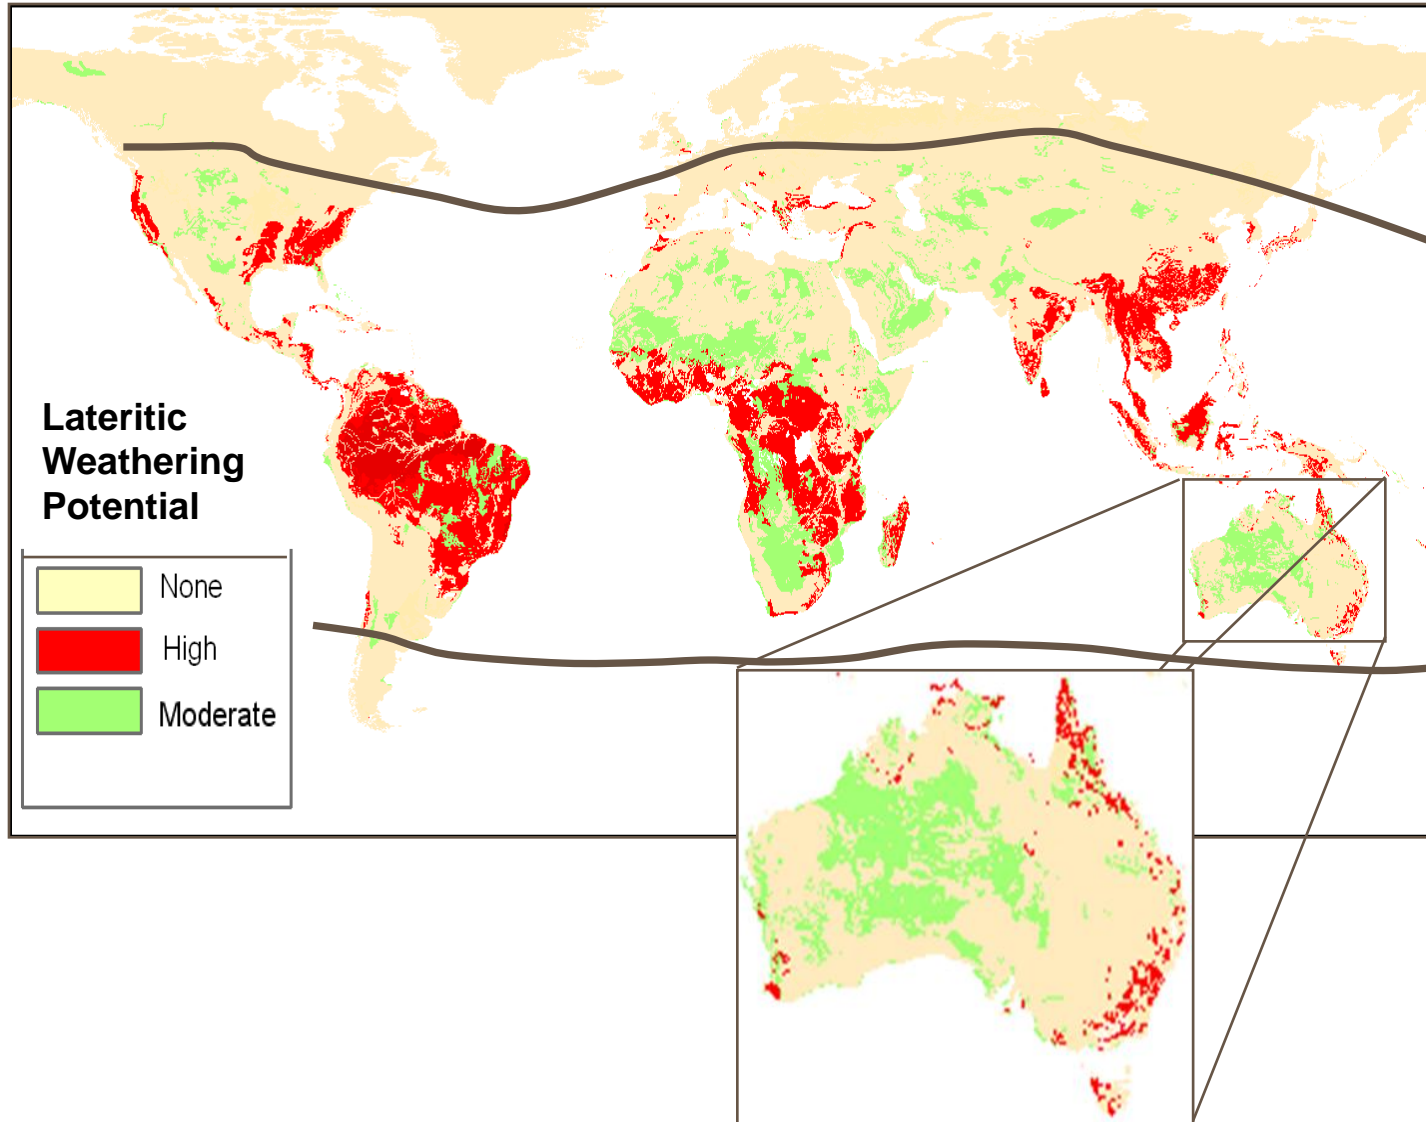 Lateritic
Weathering
Potential
None
High
Moderate